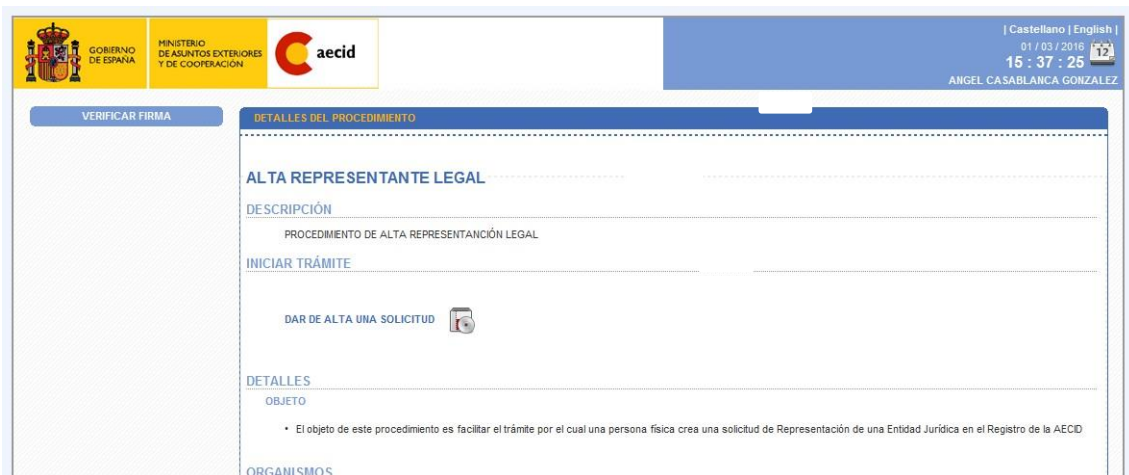 GOBIERNO
DE ESPAÑA
MINISTERIO
DE ASUNTOS EXTERIORES
Y DE COOPERACIÓN
aecid
| Castellano | English |
01 / 03 / 2016
12
15 : 37 : 25
ANGEL CASABLANCA GONZALEZ
VERIFICAR FIRMA
DETALLES DEL PROCEDIMIENTO
ALTA REPRESENTANTE LEGAL
DESCRIPCIÓN
PROCEDIMIENTO DE ALTA REPRESENTANCIÓN LEGAL
INICIAR TRÁMITE
DAR DE ALTA UNA SOLICITUD
DETALLES
OBJETO
• El objeto de este procedimiento es facilitar el trámite por el cual una persona física crea una solicitud de Representación de una Entidad Jurídica en el Registro de la AECID
ORGANISMOS